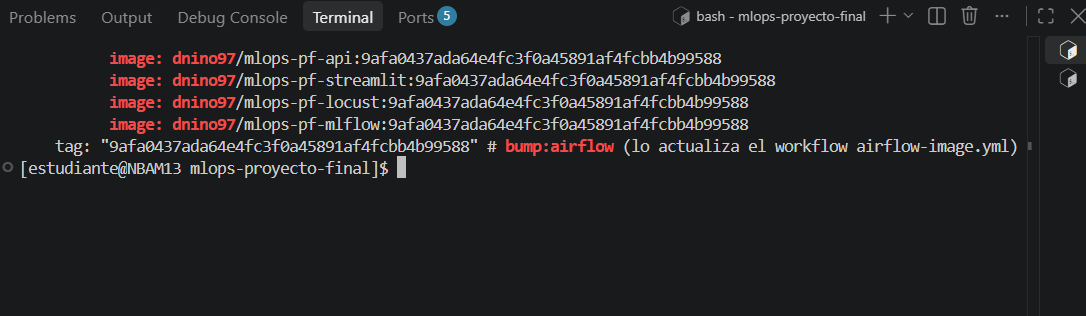 Problems Output Debug Console Terminal Ports 5 bash - mlops-proyecto-final
image: dnino97/mlops-pf-api:9afa0437ada64e4fc3f0a45891af4fcbb4b99588
image: dnino97/mlops-pf-streamlit:9afa0437ada64e4fc3f0a45891af4fcbb4b99588
image: dnino97/mlops-pf-locust:9afa0437ada64e4fc3f0a45891af4fcbb4b99588
image: dnino97/mlops-pf-mlflow:9afa0437ada64e4fc3f0a45891af4fcbb4b99588
tag: "9afa0437ada64e4fc3f0a45891af4fcbb4b99588" # bump:airflow (lo actualiza el workflow airflow-image.yml)
[estudiante@NBAM13 mlops-proyecto-final]$